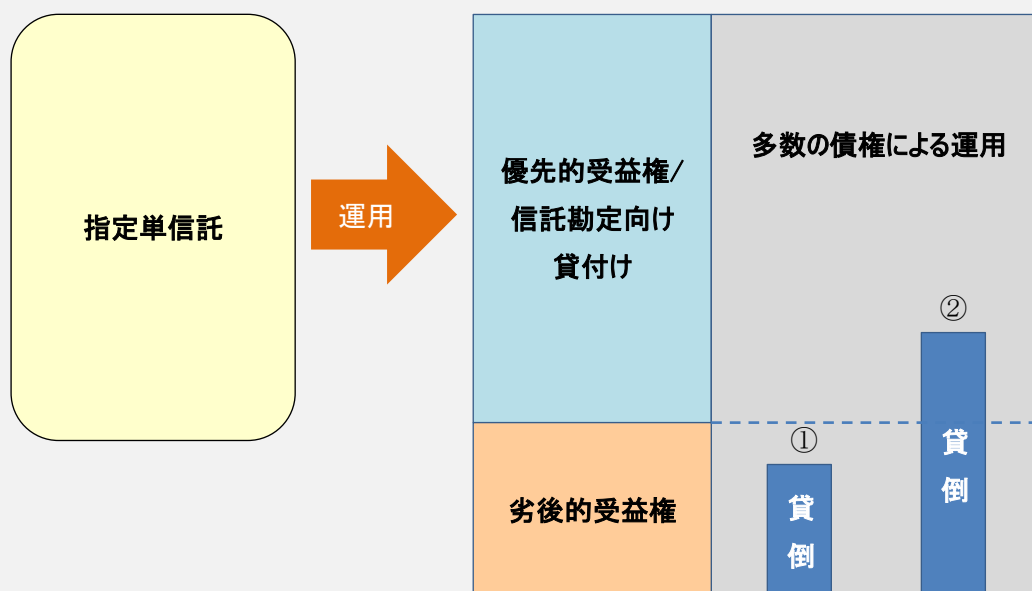 指定単信託
運用
優先的受益権/
信託勘定向け
貸付け
劣後的受益権
多数の債権による運用
①
貸
倒
②
貸
倒